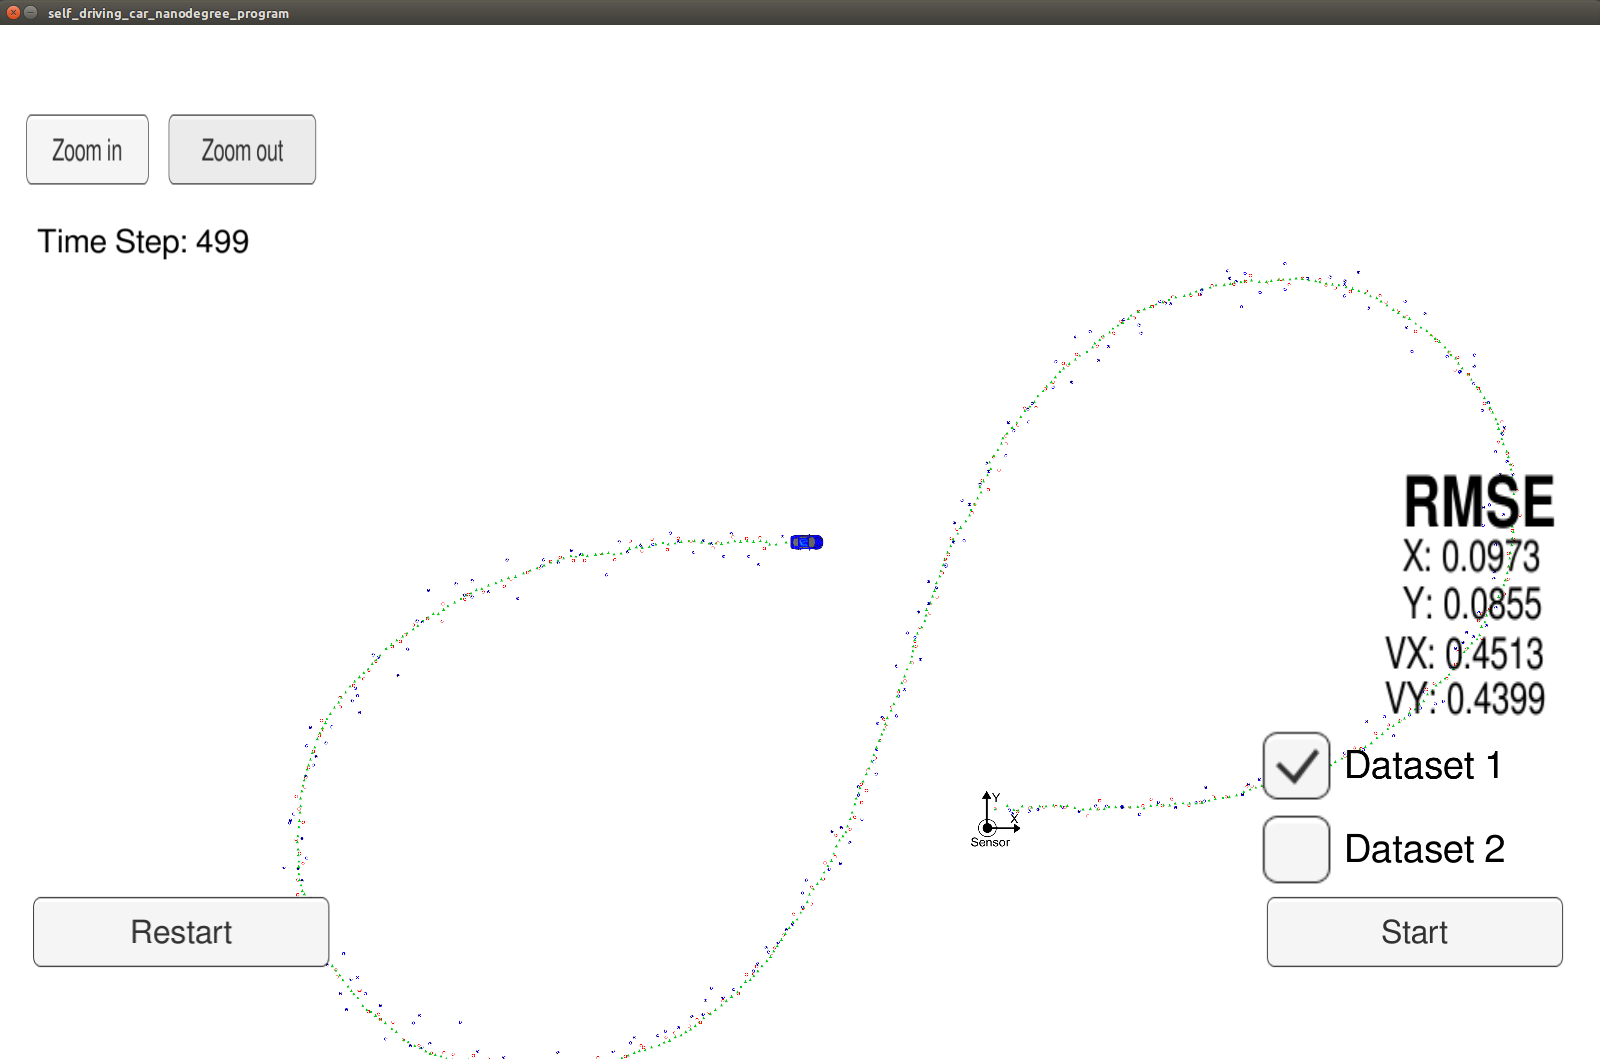 self_driving_car_nanodegree_program
Zoom in
Zoom out
Time Step: 499
RMSE
X: 0.0973
Y: 0.0855
VX: 0.4513
VY: 0.4399
Dataset 1
Y
X
Sensor
Dataset 2
Restart
Start